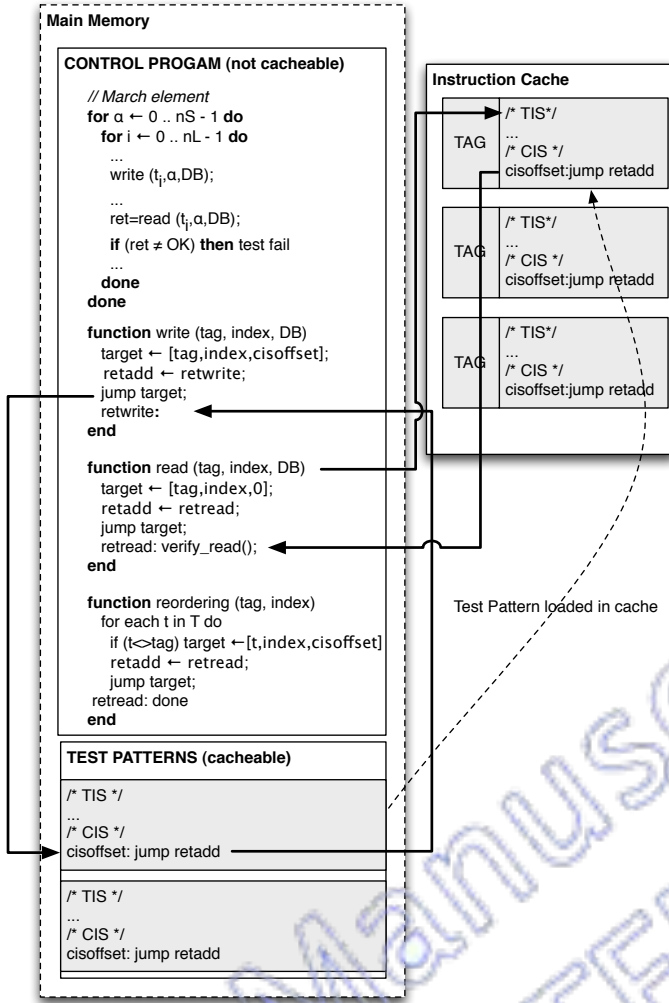 Main Memory
CONTROL PROGAM (not cacheable)
// March element
for α ← 0 .. nS - 1 do
for i ← 0 .. nL - 1 do
...
write (ti,α,DB);
...
ret=read (ti,α,DB);
if (ret ≠ OK) then test fail
...
done
done
function write (tag, index, DB)
target ← [tag,index,cisoffset];
retadd ← retwrite;
jump target;
retwrite:
end
function read (tag, index, DB)
target ← [tag,index,0];
retadd ← retread;
jump target;
retread: verify_read();
end
function reordering (tag, index)
for each t in T do
if (t<>tag) target ←[t,index,cisoffset]
retadd ← retread;
jump target;
retread: done
end
TEST PATTERNS (cacheable)
/* TIS */
...
/* CIS */
cisoffset: jump retadd
/* TIS */
...
/* CIS */
cisoffset: jump retadd
Instruction Cache
TAG
/* TIS*/
...
/* CIS */
cisoffset:jump retadd
TAG
/* TIS*/
...
/* CIS */
cisoffset:jump retadd
TAG
/* TIS*/
...
/* CIS */
cisoffset:jump retadd
Test Pattern loaded in cache